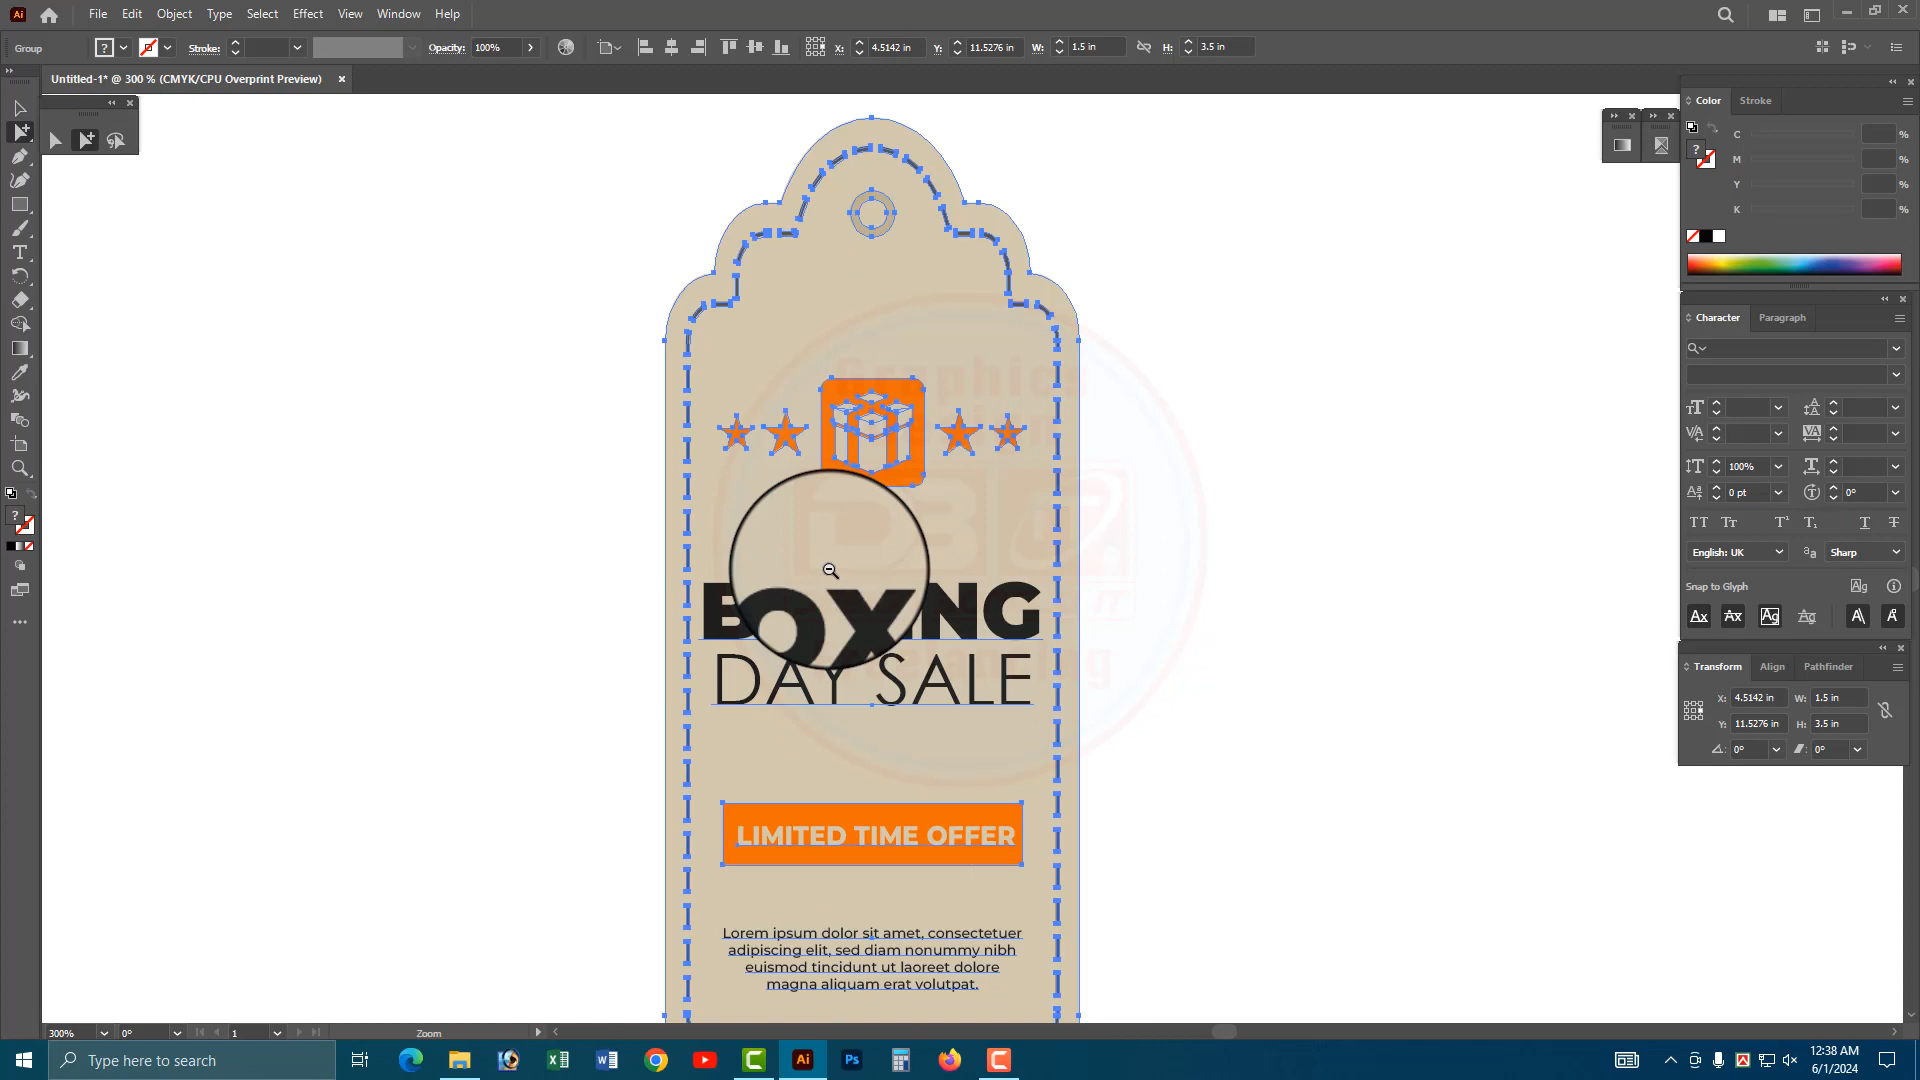 Ai File Edit Object Type Select Effect View Window Help
Group ? Stroke: Opacity: 100% X: 4.5142 in Y: 11.5276 in W: 1.5 in H: 3.5 in
Untitled-1* @ 300 % (CMYK/CPU Overprint Preview)
Color Stroke
C %
M %
Y %
K %
Character Paragraph
100%
0 pt 0°
English: UK Sharp
Snap to Glyph
Transform Align Pathfinder
X: 4.5142 in W: 1.5 in
Y: 11.5276 in H: 3.5 in
0° 0°
Graphics
BOXING
DAY SALE
LIMITED TIME OFFER
Lorem ipsum dolor sit amet, consectetuer
adipiscing elit, sed diam nonummy nibh
euismod tincidunt ut laoreet dolore
magna aliquam erat volutpat.
300% 0° 1 Zoom
Type here to search
Ai Ps
12:38 AM
6/1/2024